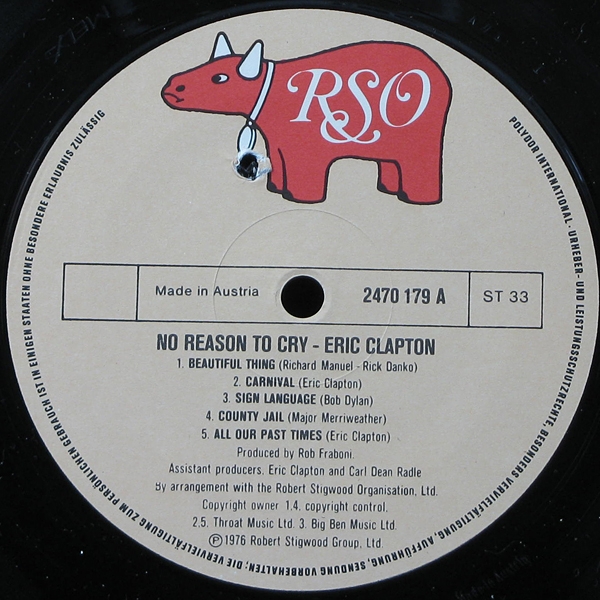 RSO
POLYDOR INTERNATIONAL · URHEBER- UND LEISTUNGSSCHUTZRECHTE, BESONDERS VERVIELFÄLTIGUNG, AUFFÜHRUNG, SENDUNG VORBEHALTEN; DIE VERVIELFÄLTIGUNG ZUM PERSÖNLICHEN GEBRAUCH IST IN EINIGEN STAATEN OHNE BESONDERE ERLAUBNIS ZULÄSSIG
Made in Austria 2470 179 A ST 33
NO REASON TO CRY - ERIC CLAPTON
1. BEAUTIFUL THING (Richard Manuel - Rick Danko)
2. CARNIVAL (Eric Clapton)
3. SIGN LANGUAGE (Bob Dylan)
4. COUNTY JAIL (Major Merriweather)
5. ALL OUR PAST TIMES (Eric Clapton)
Produced by Rob Fraboni.
Assistant producers. Eric Clapton and Carl Dean Radle
By arrangement with the Robert Stigwood Organisation, Ltd.
Copyright owner 1.4. copyright control.
2.5. Throat Music Ltd. 3. Big Ben Music Ltd.
Ⓟ 1976 Robert Stigwood Group, Ltd.